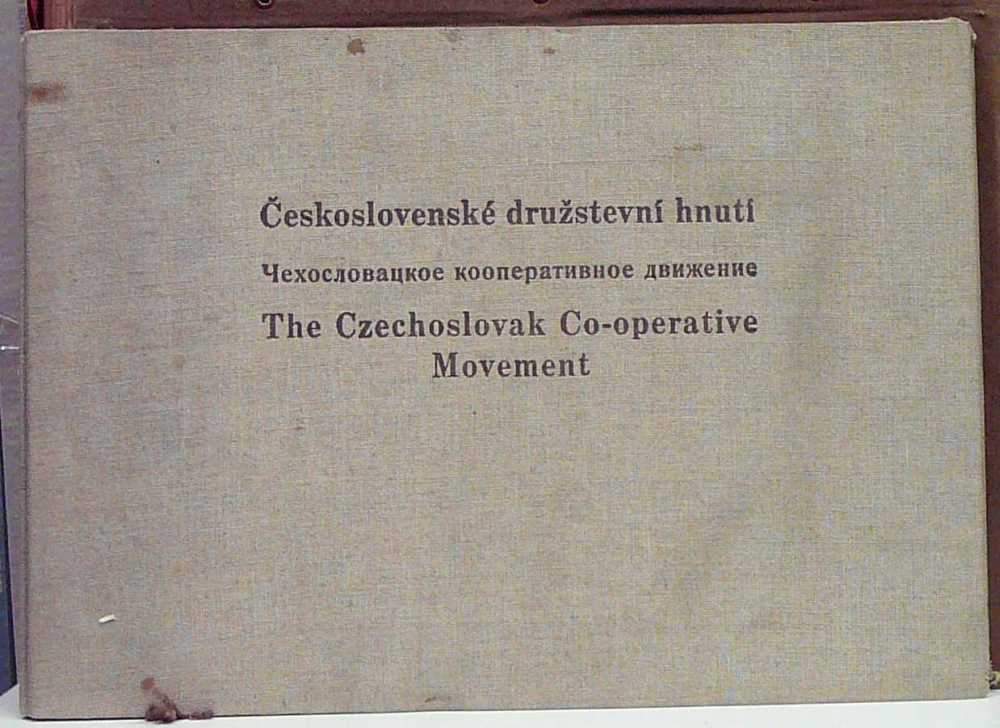 Československé družstevní hnutí
Чехословацкое кооперативное движение
The Czechoslovak Co-operative
Movement